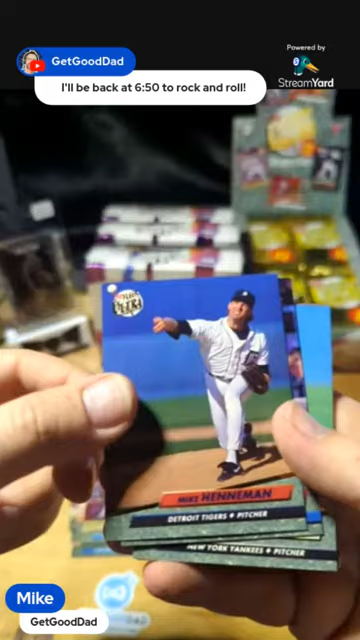 Powered by
StreamYard
GetGoodDad
I'll be back at 6:50 to rock and roll!
ULTRA
MIKE HENNEMAN
DETROIT TIGERS ♦ PITCHER
NEW YORK YANKEES ♦ PITCHER
Mike
GetGoodDad